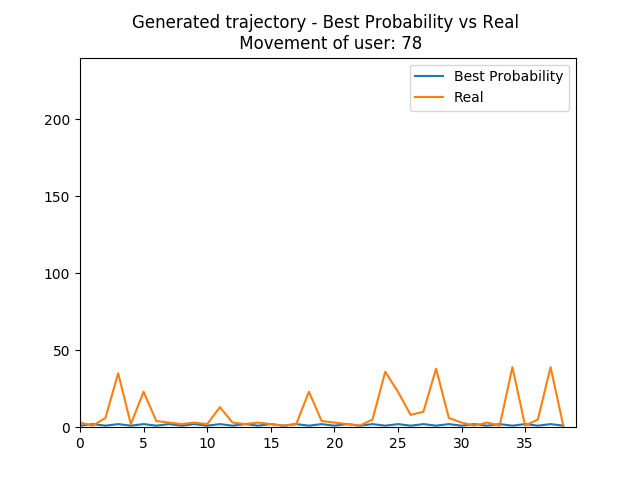 Generated trajectory - Best Probability vs Real
Movement of user: 78
Best Probability
Real
200
150
100
50
0
0 5 10 15 20 25 30 35